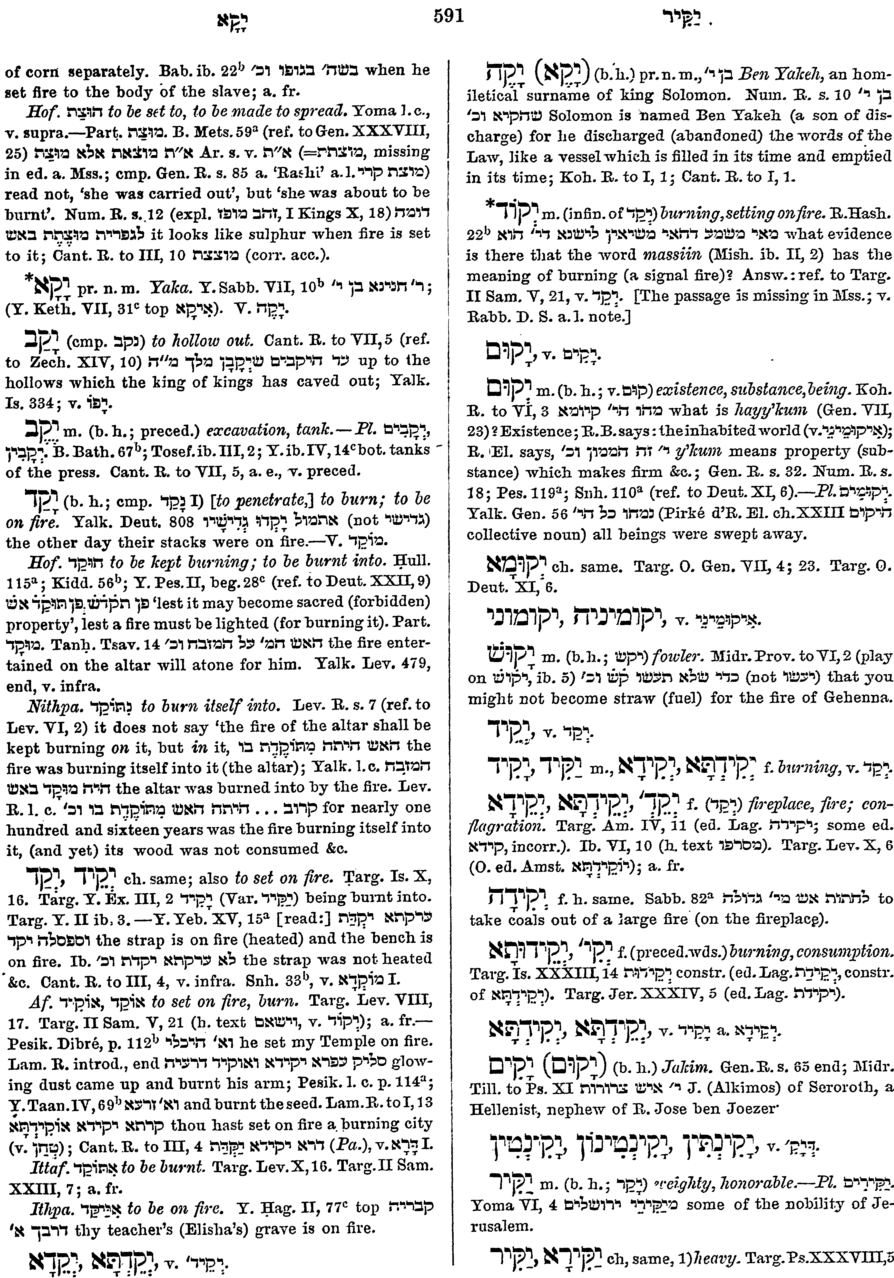 יָקָא
591
יַקִּיר
of corn separately. Bab. ib. 22ᵇ בשה' בגופו וכ' when he
set fire to the body of the slave; a. fr.
Hof. הוּצַת to be set to, to be made to spread. Yoma l. c.,
v. supra.—Part. מוּצַת. B. Mets. 59ᵃ (ref. to Gen. XXXVIII,
25) א״ת מוצאת אלא מוּצַת Ar. s. v. א״ת (=מוצתת, missing
in ed. a. Mss.; cmp. Gen. R. s. 85 a. 'Rashi' a. l. מוצת קרי)
read not, 'she was carried out', but 'she was about to be
burnt'. Num. R. s. 12 (expl. זהב מופז, I Kings X, 18) דומה
לגפרית מוּצֶתֶת באש it looks like sulphur when fire is set
to it; Cant. R. to III, 10 מוצצת (corr. acc.).
*יָקָא pr. n. m. Yaka. Y. Sabb. VII, 10ᵇ ר' חנינא בן י';
(Y. Keth. VII, 31ᶜ top אִיקָא). V. יָקֶה.
יָקַב (cmp. נקב) to hollow out. Cant. R. to VII, 5 (ref.
to Zech. XIV, 10) עד היקבים שיקבן מלך מ״ה up to the
hollows which the king of kings has caved out; Yalk.
Is. 334; v. יָפוֹ.
יֶקֶב m. (b. h.; preced.) excavation, tank.—Pl. יְקָבִים,
יְקָבִין. B. Bath. 67ᵇ; Tosef. ib. III, 2; Y. ib. IV, 14ᶜ bot. tanks
of the press. Cant. R. to VII, 5, a. e., v. preced.
יָקַד (b. h.; cmp. נָקַד I) [to penetrate,] to burn; to be
on fire. Yalk. Deut. 808 אתמול יָקְדוּ גְדִישָׁיו (not גדישו)
the other day their stacks were on fire.—V. מוֹקֵד.
Hof. הוּקַד to be kept burning; to be burnt into. Ḥull.
115ᵃ; Kidd. 56ᵇ; Y. Pes. II, beg. 28ᶜ (ref. to Deut. XXII, 9)
פן תקדש, פן תוּקַד אש 'lest it may become sacred (forbidden)
property', lest a fire must be lighted (for burning it). Part.
מוּקָד. Tanḥ. Tsav. 14 האש המ' על המזבח וכ' the fire enter-
tained on the altar will atone for him. Yalk. Lev. 479,
end, v. infra.
Nithpa. נִתּוֹקַד to burn itself into. Lev. R. s. 7 (ref. to
Lev. VI, 2) it does not say 'the fire of the altar shall be
kept burning on it, but in it, האש היתה מִתּוֹקֶדֶת בו the
fire was burning itself into it (the altar); Yalk. l. c. המזבח
היה מוּקָד באש the altar was burned into by the fire. Lev.
R. l. c. קרוב ... היתה האש מִתּוֹקֶדֶת בו וכ' for nearly one
hundred and sixteen years was the fire burning itself into
it, (and yet) its wood was not consumed &c.
יְקַד, יְקֵיד ch. same; also to set on fire. Targ. Is. X,
16. Targ. Y. Ex. III, 2 יָקֵיד (Var. יַקִּיד) being burnt into.
Targ. Y. II ib. 3.—Y. Yeb. XV, 15ᵃ [read:] ערקתא יקדת
וספסלה יקד the strap is on fire (heated) and the bench is
on fire. Ib. לא ערקתא יקדת וכ' the strap was not heated
&c. Cant. R. to III, 4, v. infra. Snh. 33ᵇ, v. מוֹקְדָא I.
Af. אוֹקֵד, אוֹקִיד to set on fire, burn. Targ. Lev. VIII,
17. Targ. II Sam. V, 21 (h. text וישאם, v. יְקוֹד); a. fr.—
Pesik. Dibré, p. 112ᵇ וא' היכלי he set my Temple on fire.
Lam. R. introd., end סליק עפרא יקידא ואוקיד דרעיה glow-
ing dust came up and burnt his arm; Pesik. l. c. p. 114ᵃ;
Y. Taan. IV, 69ᵇ וא' זרעא and burnt the seed. Lam. R. to I, 13
קרתא יקידא אוֹקֵידְתָּא thou hast set on fire a burning city
(v. טְחַן); Cant. R. to III, 4 דרא יקידא יַקֵּדְתְּ (Pa.), v. דָּרָא I.
Ittaf. אִתּוֹקַד to be burnt. Targ. Lev. X, 16. Targ. II Sam.
XXIII, 7; a. fr.
Ithpa. אִיַּיקַּד to be on fire. Y. Hag. II, 77ᶜ top קבריה
דרבך א' thy teacher's (Elisha's) grave is on fire.
יְקֵדְתָּא, יְקֵדָא, v. יְקֵיד'.
יָקֶה (יָקֵא) (b. h.) pr. n. m., בן י' Ben Yakeh, an hom-
iletical surname of king Solomon. Num. R. s. 10 בן י'
שהקיא וכ' Solomon is named Ben Yakeh (a son of dis-
charge) for he discharged (abandoned) the words of the
Law, like a vessel which is filled in its time and emptied
in its time; Koh. R. to I, 1; Cant. R. to I, 1.
*יְקוֹד m. (infin. of יְקַד) burning, setting on fire. R. Hash.
22ᵇ מאי משמע דהאי משיאין לישנא די' הוא what evidence
is there that the word massiin (Mish. ib. II, 2) has the
meaning of burning (a signal fire)? Answ.: ref. to Targ.
II Sam. V, 21, v. יְקַד. [The passage is missing in Mss.; v.
Rabb. D. S. a. l. note.]
יָקוּם, v. יָקִים.
יְקוּם m. (b. h.; v. קוּם) existence, substance, being. Koh.
R. to VI, 3 מהו הי' קיומא what is hayy'kum (Gen. VII,
23)? Existence; R. B. says: the inhabited world (v. אִיקוּמֵינֵי);
R. El. says, י' זה הממון וכ' y'kum means property (sub-
stance) which makes firm &c.; Gen. R. s. 32. Num. R. s.
18; Pes. 119ᵃ; Snh. 110ᵃ (ref. to Deut. XI, 6).—Pl. יְקוּמִים.
Yalk. Gen. 56 נמחו כל הי' (Pirké d'R. El. ch. XXIII היקום
collective noun) all beings were swept away.
יְקוּמָא ch. same. Targ. O. Gen. VII, 4; 23. Targ. O.
Deut. XI, 6.
יקומיניה, יקומוני, v. אִיקוּמֵינֵי.
יָקוּשׁ m. (b. h.; יקש) fowler. Midr. Prov. to VI, 2 (play
on יָקוּשׁ, ib. 5) כדי שלא תעשו קַשׁ וכ' (not יעשו) that you
might not become straw (fuel) for the fire of Gehenna.
יְקֵיד, v. יְקַד.
יָקֵיד, יַקִּיד m., יְקֵידָא, יְקֵידְתָּא f. burning, v. יְקַד.
יְקֵידָא, יְקֵידְתָּא, יְקֵד' f. (יְקַד) fireplace, fire; con-
flagration. Targ. Am. IV, 11 (ed. Lag. יקידה; some ed.
קידא, incorr.). Ib. VI, 10 (h. text מסרפו). Targ. Lev. X, 6
(O. ed. Amst. יוֹקֵידְתָּא); a. fr.
יְקֵידָה f. h. same. Sabb. 82ᵃ לחתות אש מי' גדולה to
take coals out of a large fire (on the fireplace).
יְקֵידוּתָא, יְקִי' f. (preced. wds.) burning, consumption.
Targ. Is. XXXIII, 14 יְקֵידוּת constr. (ed. Lag. יְקֵידַת, constr.
of יְקֵידְתָּא). Targ. Jer. XXXIV, 5 (ed. Lag. יקידת).
יְקֵידְתָּא, יְקִידְתָּא, v. יָקֵיד a. יְקֵידָא.
יָקִים (יָקוּם) (b. h.) Jakim. Gen. R. s. 65 end; Midr.
Till. to Ps. XI י' איש צרורות J. (Alkimos) of Seroroth, a
Hellenist, nephew of R. Jose ben Joezer
יָקִינְתִּין, יָקִינְטִינוֹן, יָקִינְטִין, v. יַקִּ'.
יַקִּיר m. (b. h.; יָקַר) weighty, honorable.—Pl. יַקִּירִים.
Yoma VI, 4 מִיַּקִּירֵי ירושלים some of the nobility of Je-
rusalem.
יַקִּיר, יַקִּירָא ch, same, 1) heavy. Targ. Ps. XXXVIII, 5